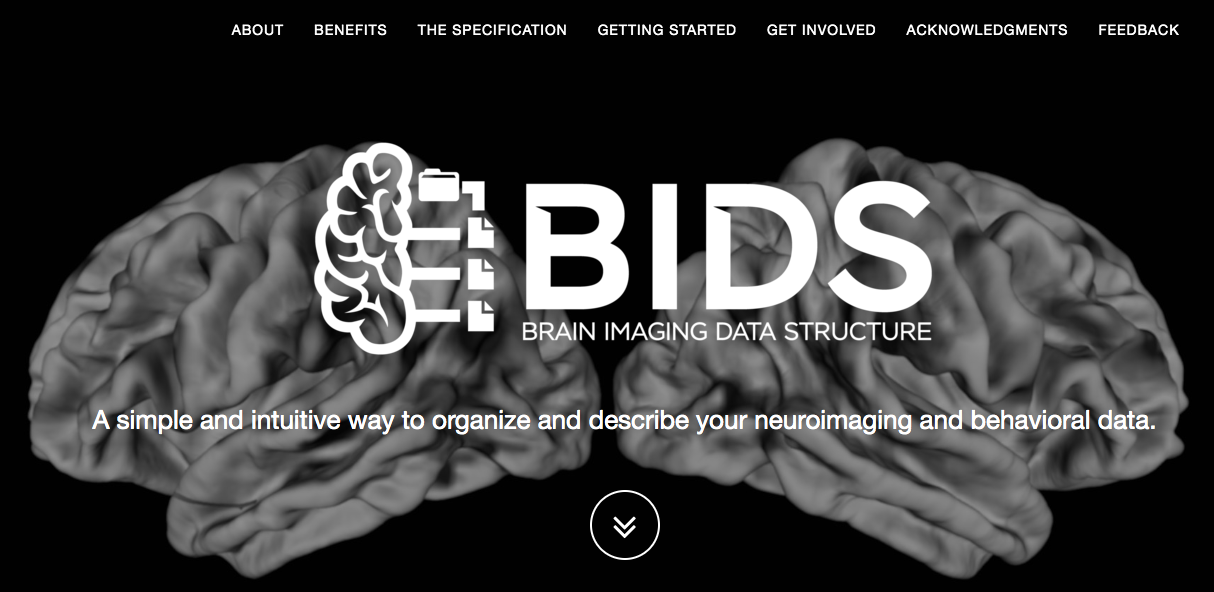 ABOUT BENEFITS THE SPECIFICATION GETTING STARTED GET INVOLVED ACKNOWLEDGMENTS FEEDBACK
BIDS
BRAIN IMAGING DATA STRUCTURE
A simple and intuitive way to organize and describe your neuroimaging and behavioral data.